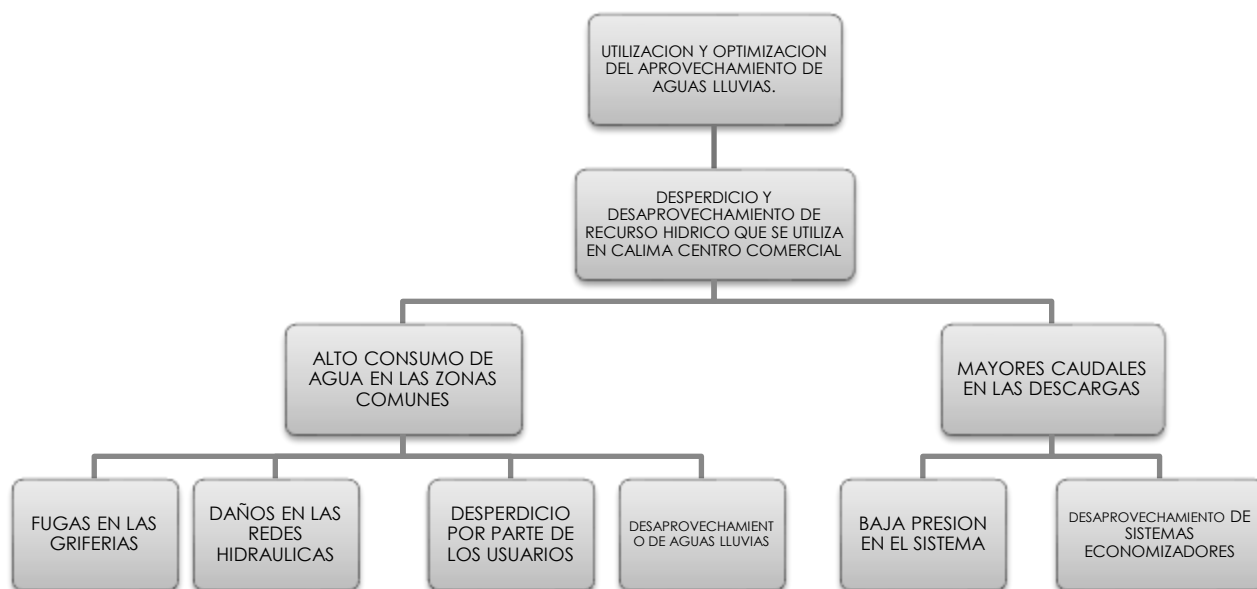 UTILIZACION Y OPTIMIZACION
DEL APROVECHAMIENTO DE
AGUAS LLUVIAS.
DESPERDICIO Y
DESAPROVECHAMIENTO DE
RECURSO HIDRICO QUE SE UTILIZA
EN CALIMA CENTRO COMERCIAL
ALTO CONSUMO DE
AGUA EN LAS ZONAS
COMUNES
MAYORES CAUDALES
EN LAS DESCARGAS
FUGAS EN LAS
GRIFERIAS
DAÑOS EN LAS
REDES
HIDRAULICAS
DESPERDICIO
POR PARTE DE
LOS USUARIOS
DESAPROVECHAMIENT
O DE AGUAS LLUVIAS
BAJA PRESION
EN EL SISTEMA
DESAPROVECHAMIENTO DE
SISTEMAS
ECONOMIZADORES